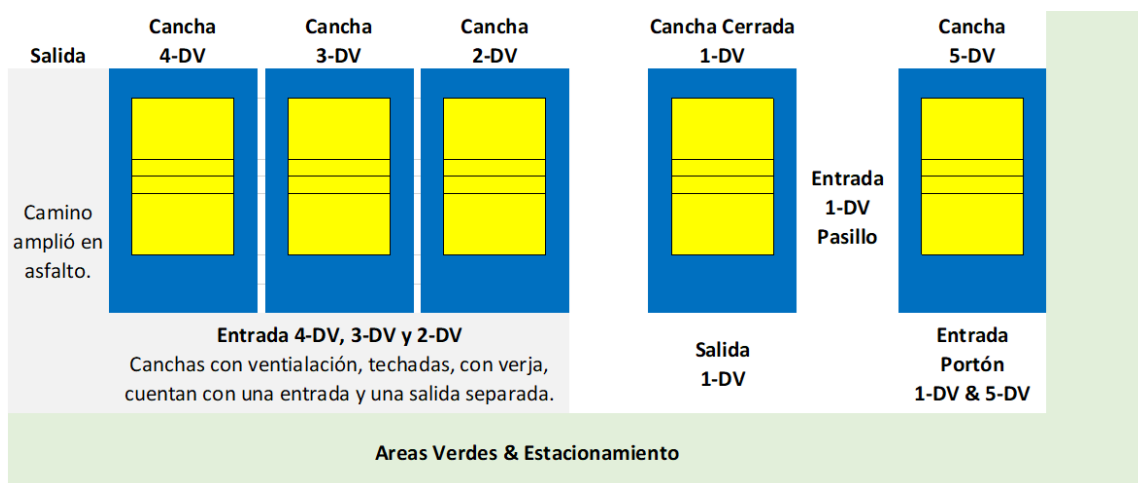 Salida
Cancha
4-DV
Cancha
3-DV
Cancha
2-DV
Cancha Cerrada
1-DV
Cancha
5-DV
Camino
amplió en
asfalto.
Entrada
1-DV
Pasillo
Entrada 4-DV, 3-DV y 2-DV
Canchas con ventialación, techadas, con verja,
cuentan con una entrada y una salida separada.
Salida
1-DV
Entrada
Portón
1-DV & 5-DV
Areas Verdes & Estacionamiento